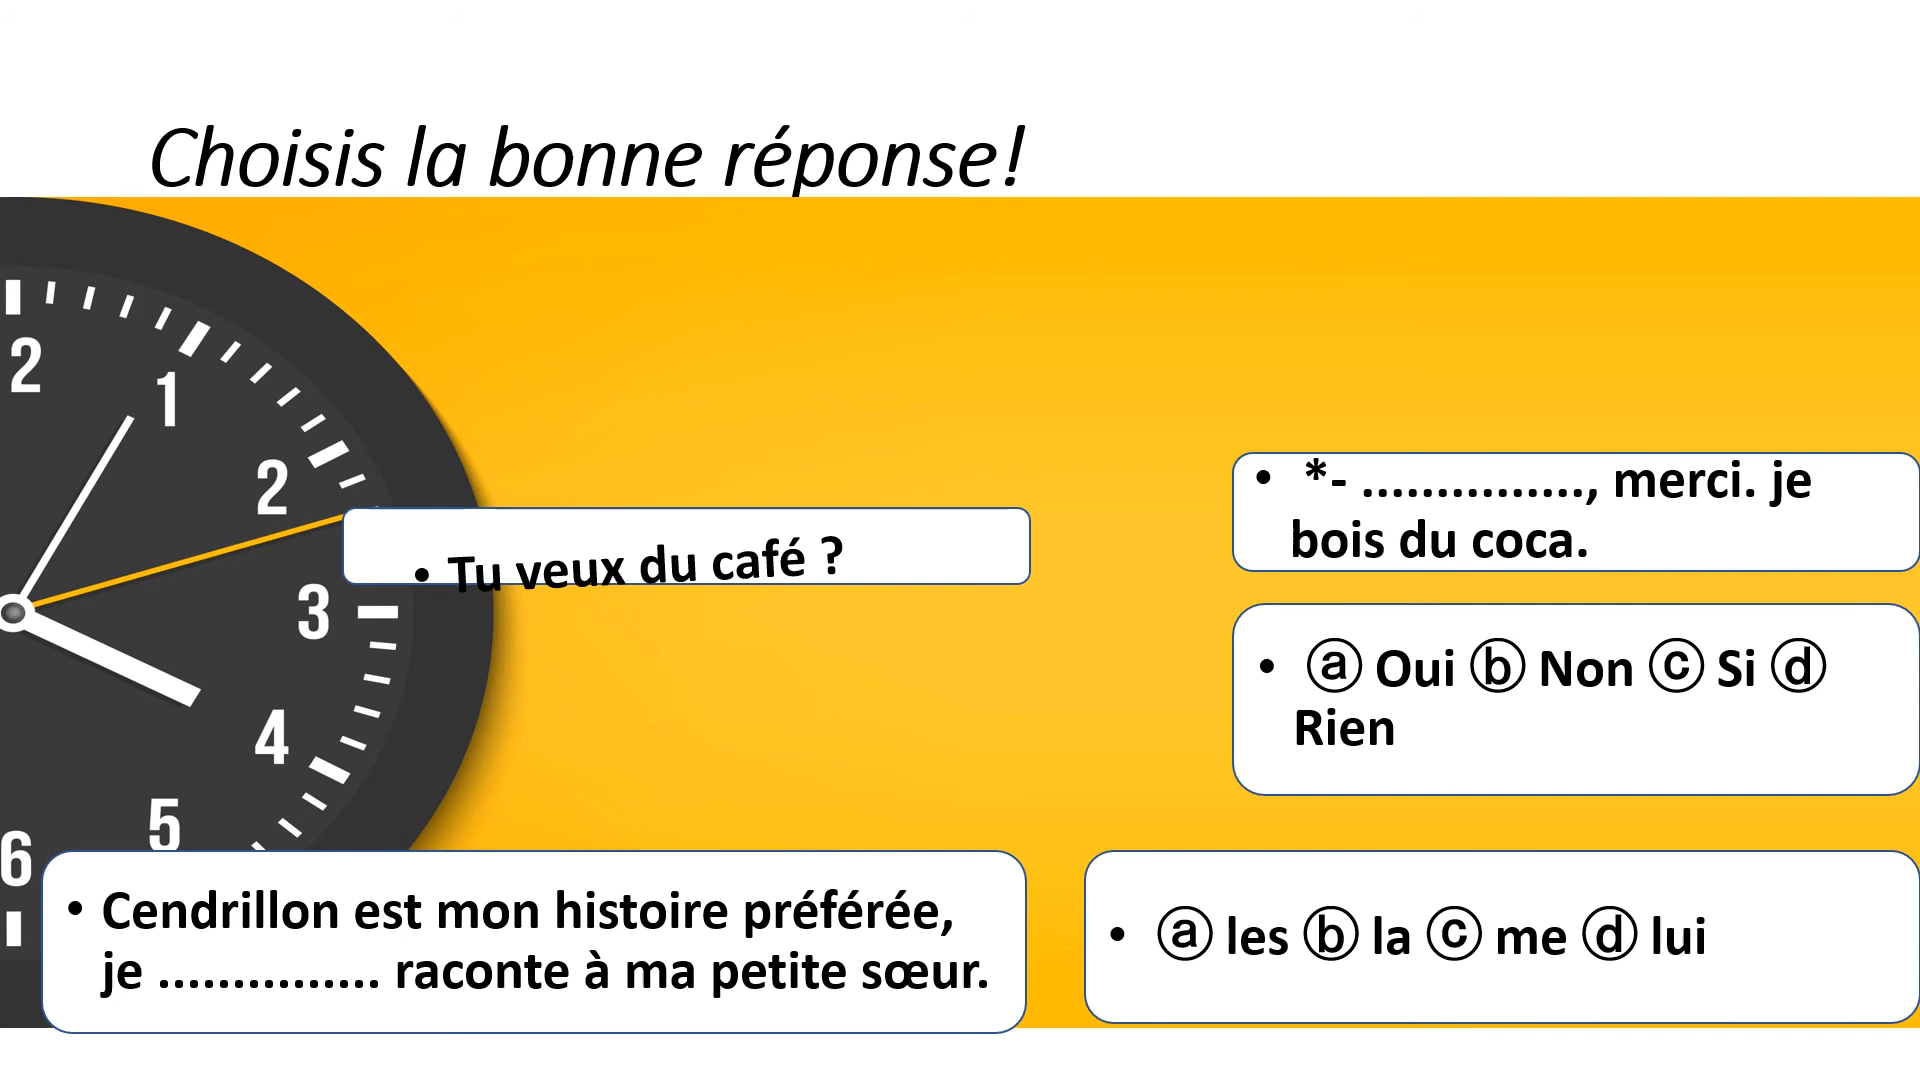 Choisis la bonne réponse!
2
1
2
3
4
5
6
• Tu veux du café ?
• *- ..............., merci. je
bois du coca.
• ⓐ Oui ⓑ Non ⓒ Si ⓓ
Rien
• Cendrillon est mon histoire préférée,
je ............... raconte à ma petite sœur.
• ⓐ les ⓑ la ⓒ me ⓓ lui